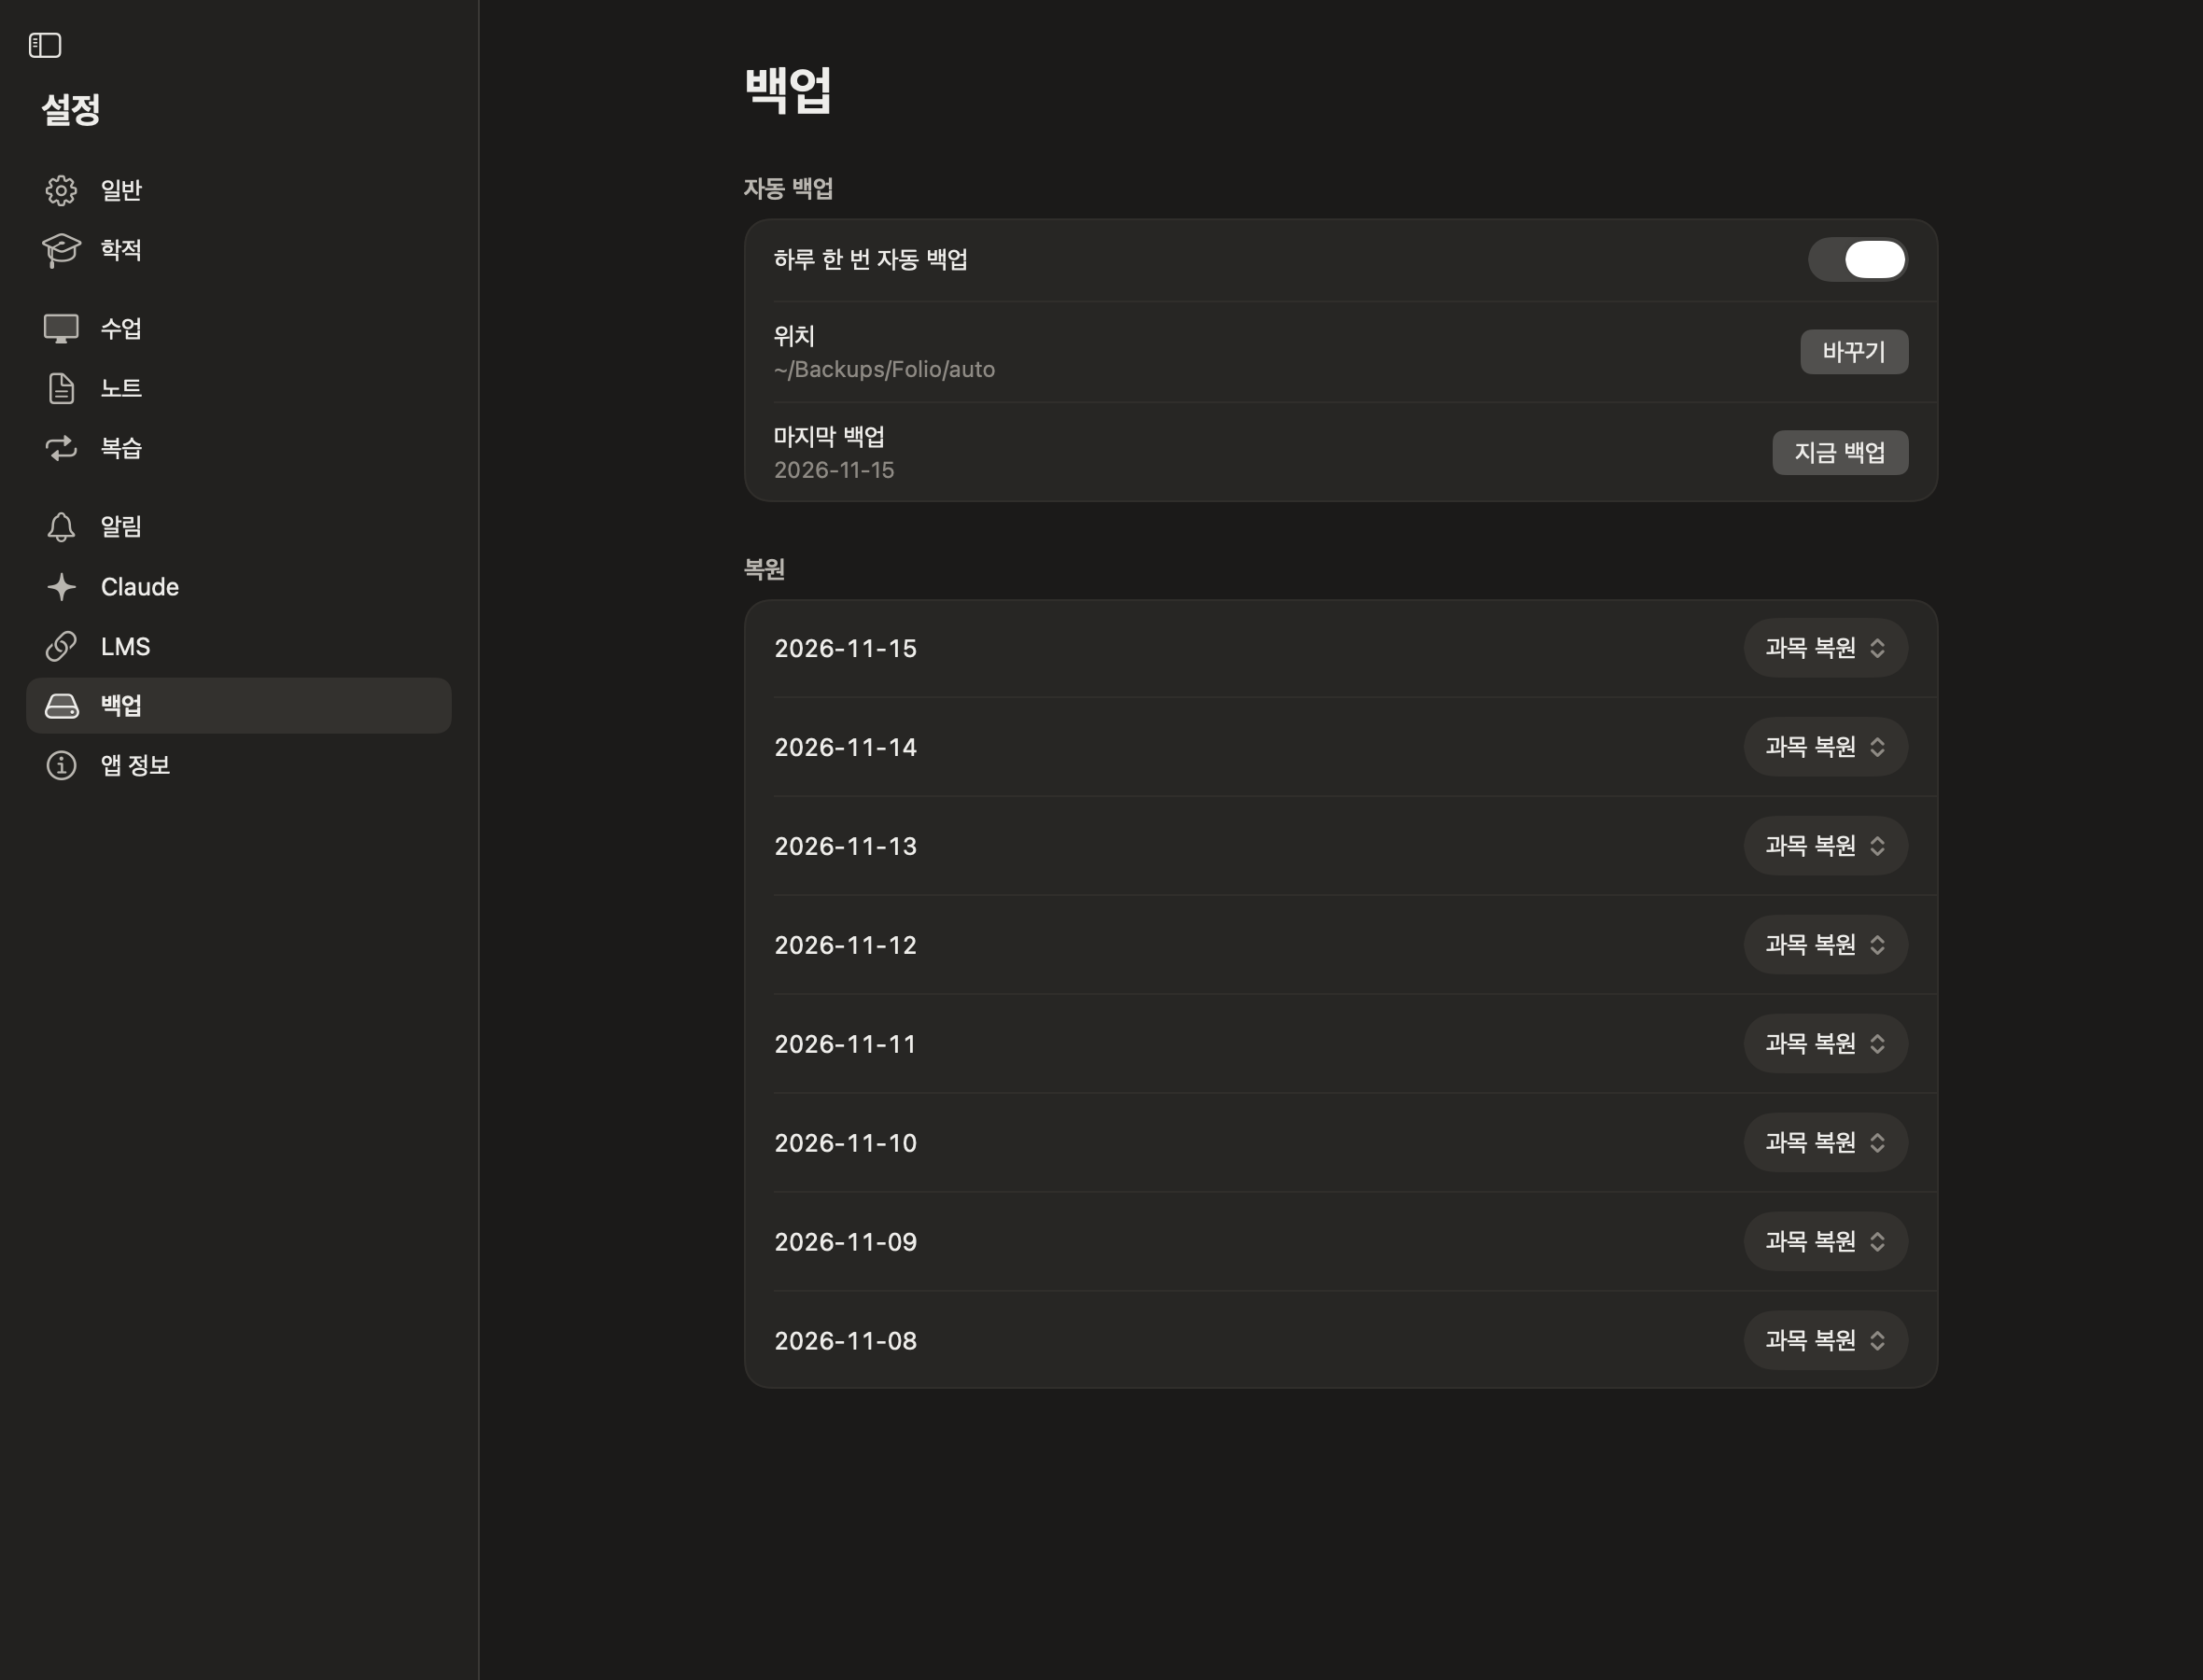 설정
일반
학적
수업
노트
복습
알림
Claude
LMS
백업
앱 정보
백업
자동 백업
하루 한 번 자동 백업
위치
~/Backups/Folio/auto
바꾸기
마지막 백업
2026-11-15
지금 백업
복원
2026-11-15 과목 복원
2026-11-14 과목 복원
2026-11-13 과목 복원
2026-11-12 과목 복원
2026-11-11 과목 복원
2026-11-10 과목 복원
2026-11-09 과목 복원
2026-11-08 과목 복원